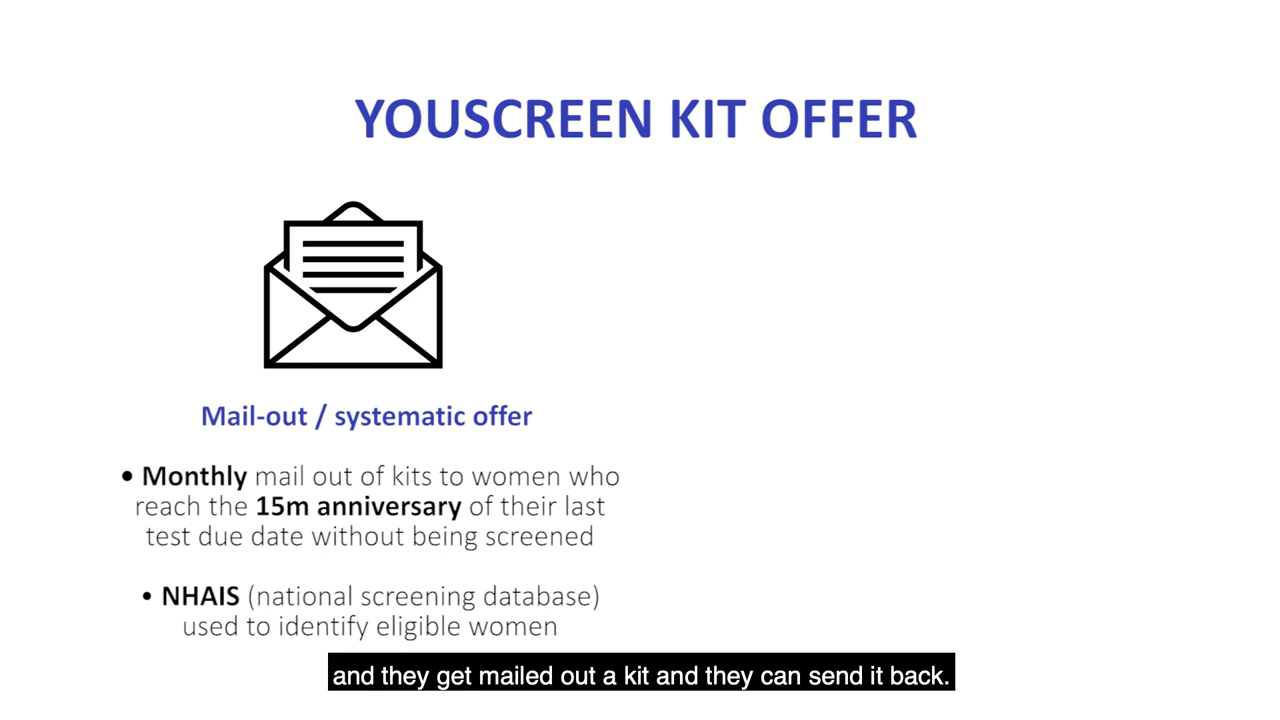 YOUSCREEN KIT OFFER
Mail-out / systematic offer
• Monthly mail out of kits to women who
reach the 15m anniversary of their last
test due date without being screened
• NHAIS (national screening database)
used to identify eligible women
and they get mailed out a kit and they can send it back.